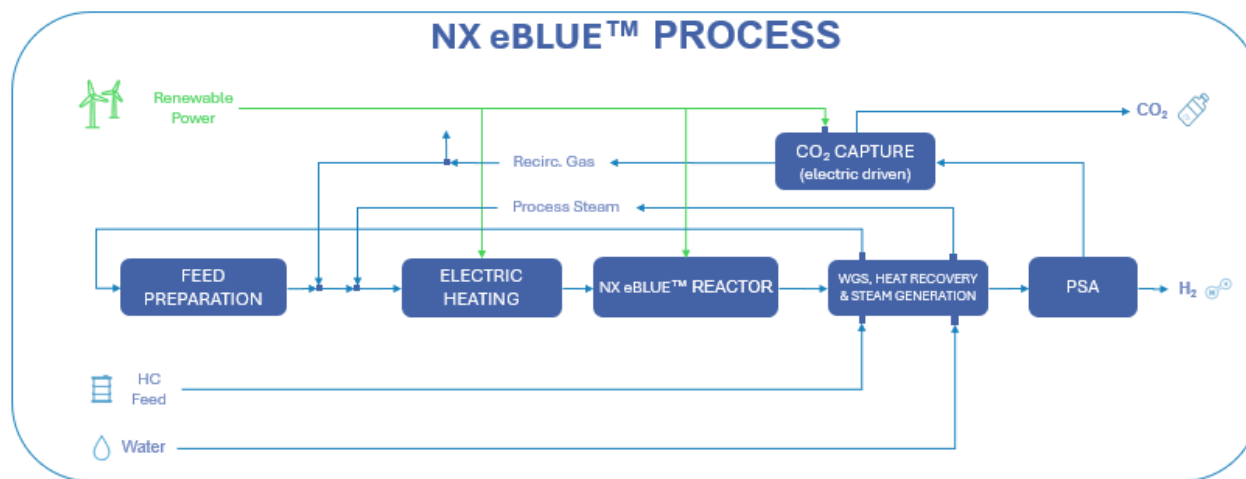 NX eBLUE™ PROCESS
Renewable
Power
CO₂
CO₂ CAPTURE
(electric driven)
Recirc. Gas
Process Steam
FEED
PREPARATION
ELECTRIC
HEATING
NX eBLUE™ REACTOR
WGS, HEAT RECOVERY
& STEAM GENERATION
PSA
H₂
HC
Feed
Water